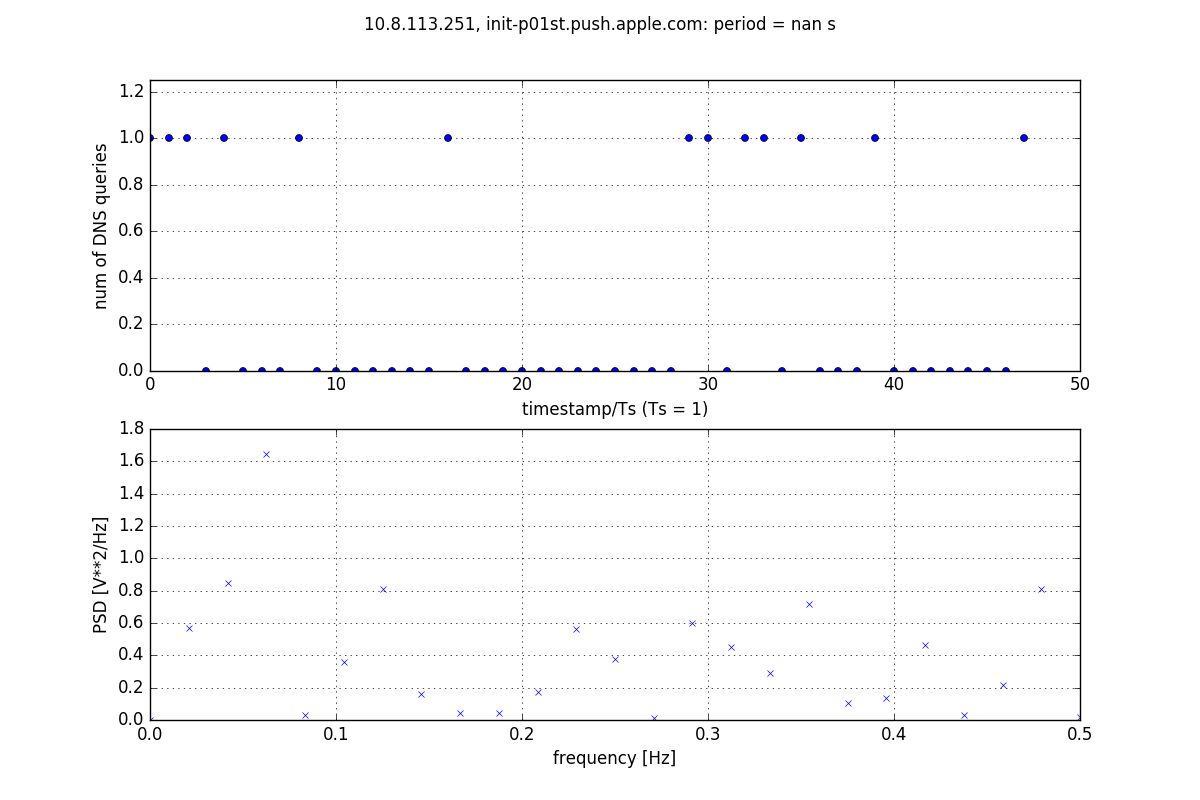 10.8.113.251, init-p01st.push.apple.com: period = nan s
1.2
1.0
0.8
0.6
0.4
0.2
0.0
num of DNS queries
0 10 20 30 40 50
timestamp/Ts (Ts = 1)
1.8
1.6
1.4
1.2
1.0
0.8
0.6
0.4
0.2
0.0
PSD [V**2/Hz]
0.0 0.1 0.2 0.3 0.4 0.5
frequency [Hz]